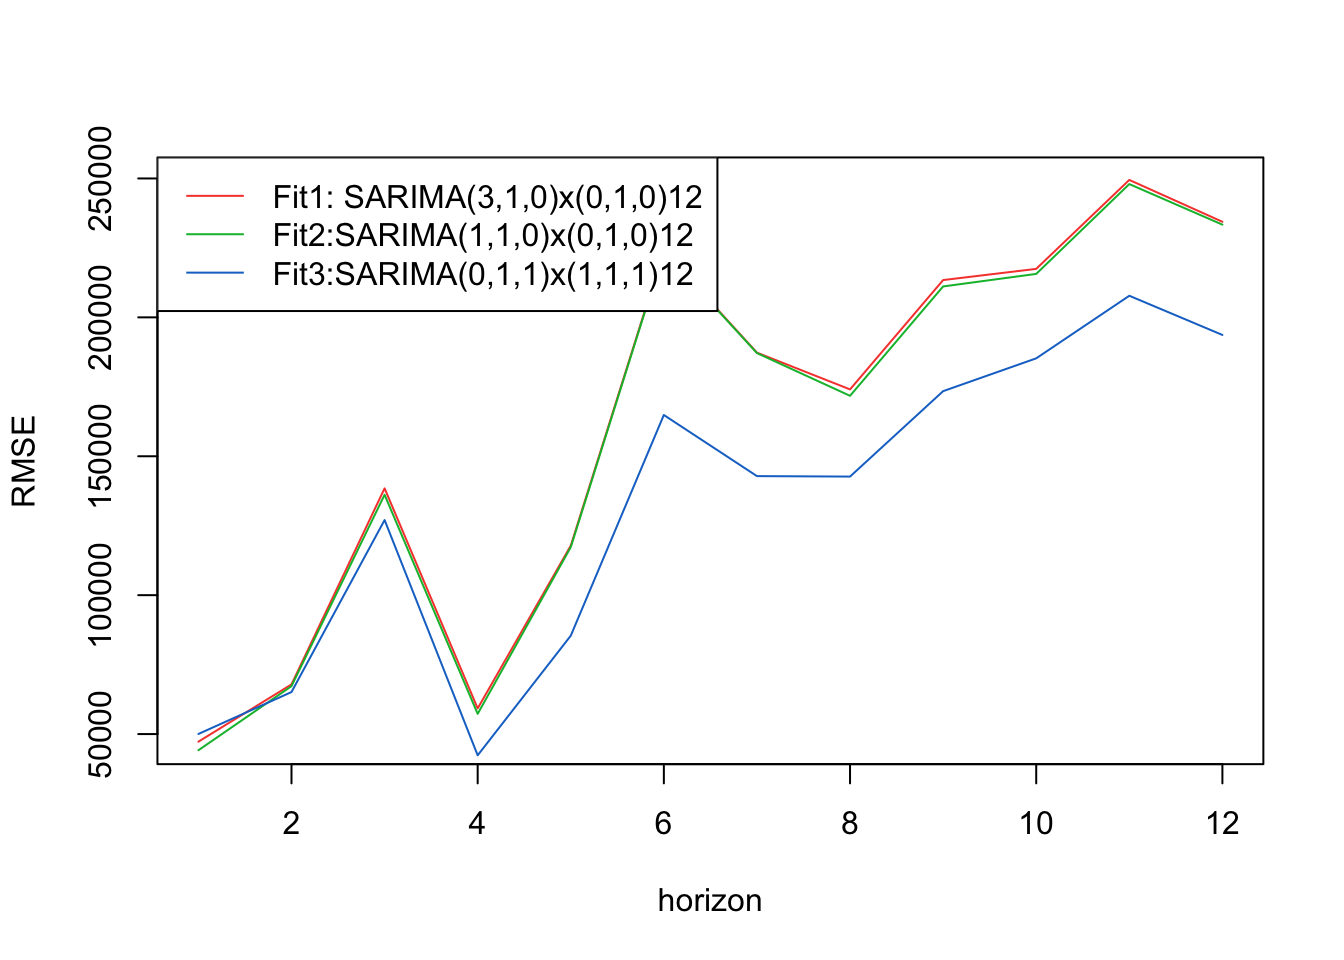 Fit1: SARIMA(3,1,0)x(0,1,0)12
Fit2:SARIMA(1,1,0)x(0,1,0)12
Fit3:SARIMA(0,1,1)x(1,1,1)12
RMSE
250000
200000
150000
100000
50000
2 4 6 8 10 12
horizon